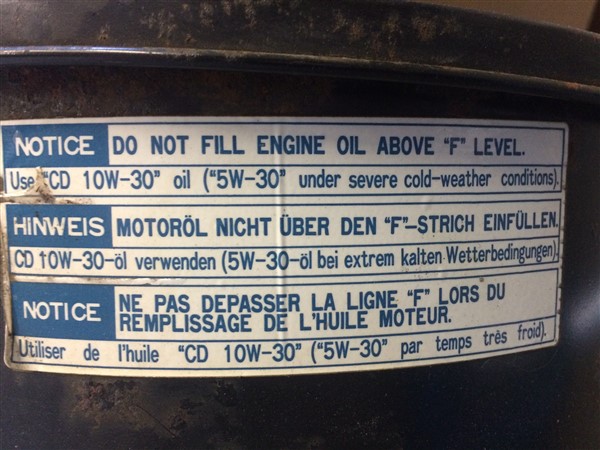 NOTICE DO NOT FILL ENGINE OIL ABOVE "F" LEVEL.
Use "CD 10W-30" oil ("5W-30" under severe cold-weather conditions).
HINWEIS MOTORÖL NICHT ÜBER DEN "F"-STRICH EINFÜLLEN.
CD 10W-30-öl verwenden (5W-30-öl bei extrem kalten Wetterbedingungen).
NOTICE NE PAS DEPASSER LA LIGNE "F" LORS DU
REMPLISSAGE DE L'HUILE MOTEUR.
Utiliser de l'huile "CD 10W-30" ("5W-30" par temps très froid).